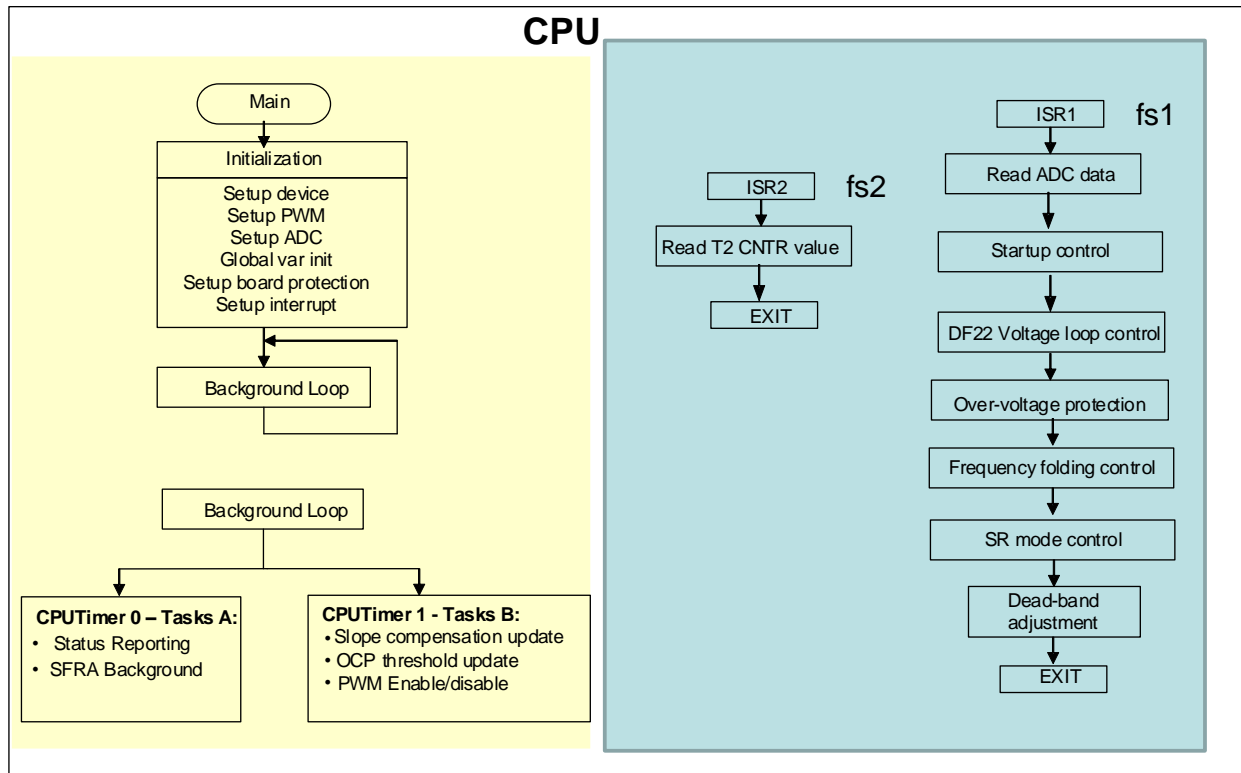 CPU
Main
Initialization
Setup device
Setup PWM
Setup ADC
Global var init
Setup board protection
Setup interrupt
Background Loop
Background Loop
CPUTimer 0 – Tasks A:
• Status Reporting
• SFRA Background
CPUTimer 1 - Tasks B:
• Slope compensation update
• OCP threshold update
• PWM Enable/disable
ISR2
fs2
Read T2 CNTR value
EXIT
ISR1
fs1
Read ADC data
Startup control
DF22 Voltage loop control
Over-voltage protection
Frequency folding control
SR mode control
Dead-band
adjustment
EXIT